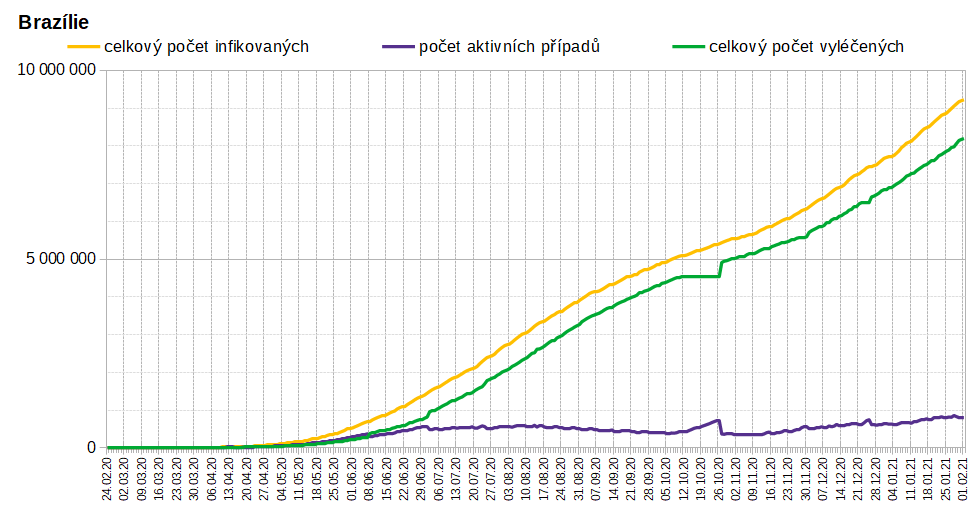 Brazílie
celkový počet infikovaných počet aktivních případů celkový počet vyléčených
10 000 000
5 000 000
0
24.02.20 02.03.20 09.03.20 16.03.20 23.03.20 30.03.20 06.04.20 13.04.20 20.04.20 27.04.20 04.05.20 11.05.20 18.05.20 25.05.20 01.06.20 08.06.20 15.06.20 22.06.20 29.06.20 06.07.20 13.07.20 20.07.20 27.07.20 03.08.20 10.08.20 17.08.20 24.08.20 31.08.20 07.09.20 14.09.20 21.09.20 28.09.20 05.10.20 12.10.20 19.10.20 26.10.20 02.11.20 09.11.20 16.11.20 23.11.20 30.11.20 07.12.20 14.12.20 21.12.20 28.12.20 04.01.21 11.01.21 18.01.21 25.01.21 01.02.21